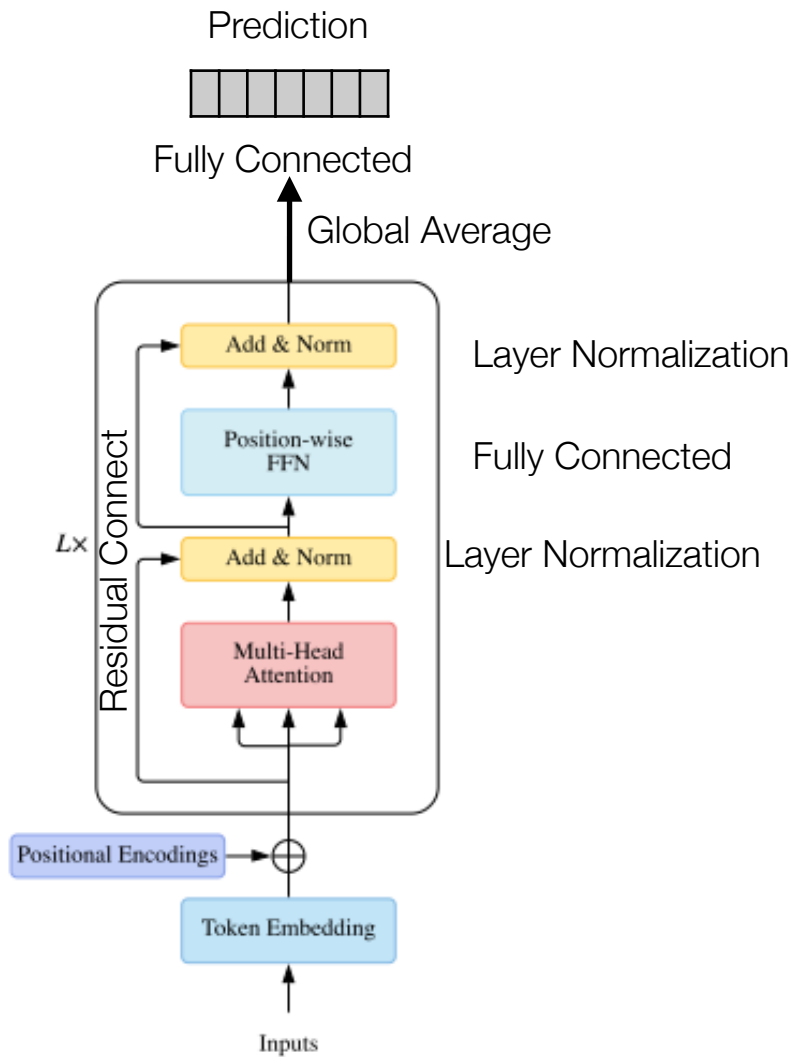 Prediction
Fully Connected
Global Average
Add & Norm
Layer Normalization
Position-wise
FFN
Fully Connected
Residual Connect
L×
Add & Norm
Layer Normalization
Multi-Head
Attention
Positional Encodings
Token Embedding
Inputs